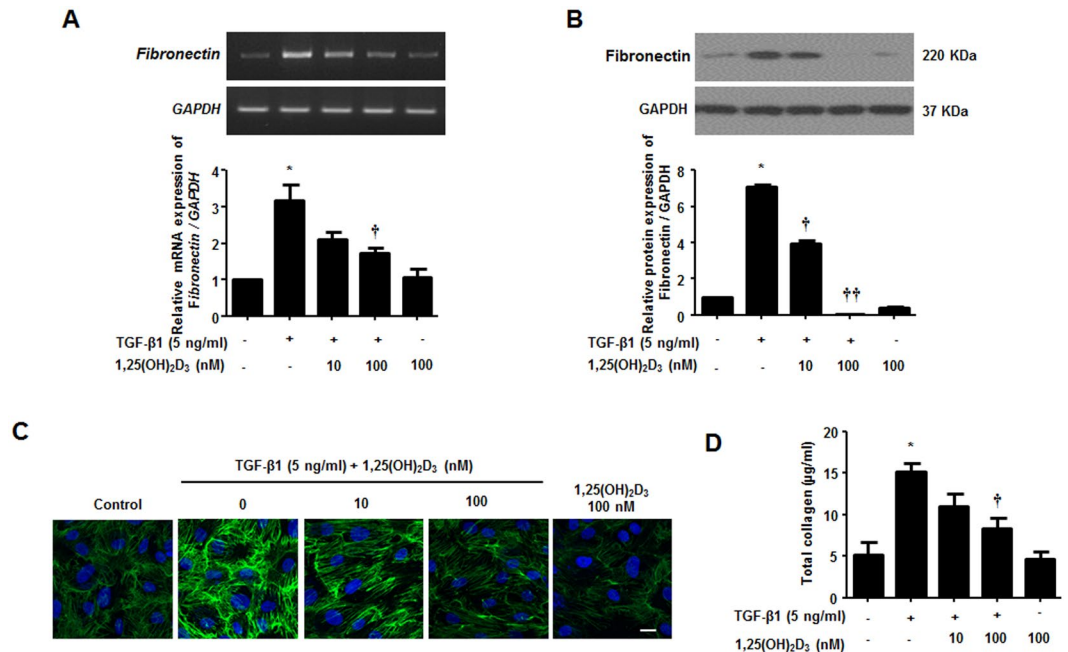 A
Fibronectin
GAPDH
Relative mRNA expression of
Fibronectin / GAPDH
4
3
2
1
0
*
†
TGF-β1 (5 ng/ml) - + + + -
1,25(OH)₂D₃ (nM) - - 10 100 100
B
Fibronectin 220 KDa
GAPDH 37 KDa
Relative protein expression of
Fibronectin / GAPDH
8
6
4
2
0
*
†
††
TGF-β1 (5 ng/ml) - + + + -
1,25(OH)₂D₃ (nM) - - 10 100 100
C
TGF-β1 (5 ng/ml) + 1,25(OH)₂D₃ (nM)
Control 0 10 100
1,25(OH)₂D₃
100 nM
D
Total collagen (µg/ml)
20
15
10
5
0
*
†
TGF-β1 (5 ng/ml) - + + + -
1,25(OH)₂D₃ (nM) - - 10 100 100